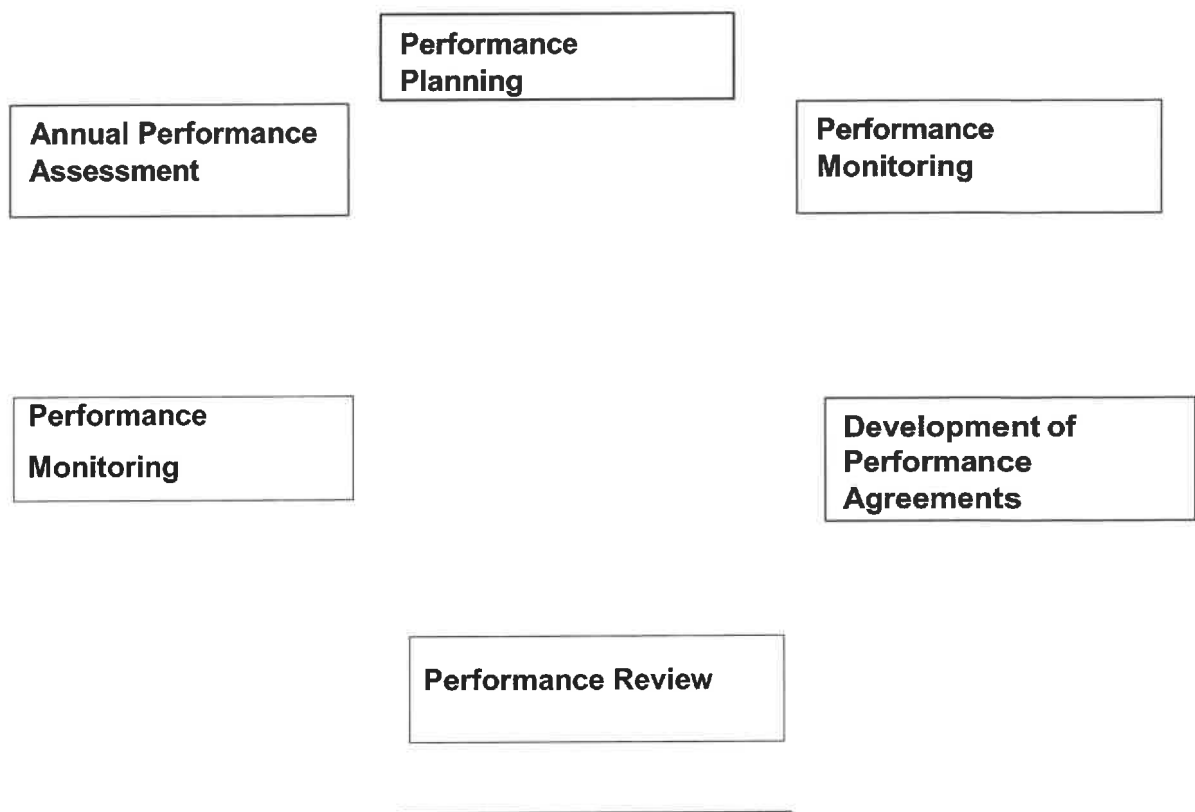 Performance
Planning
Annual Performance
Assessment
Performance
Monitoring
Performance
Monitoring
Development of
Performance
Agreements
Performance Review